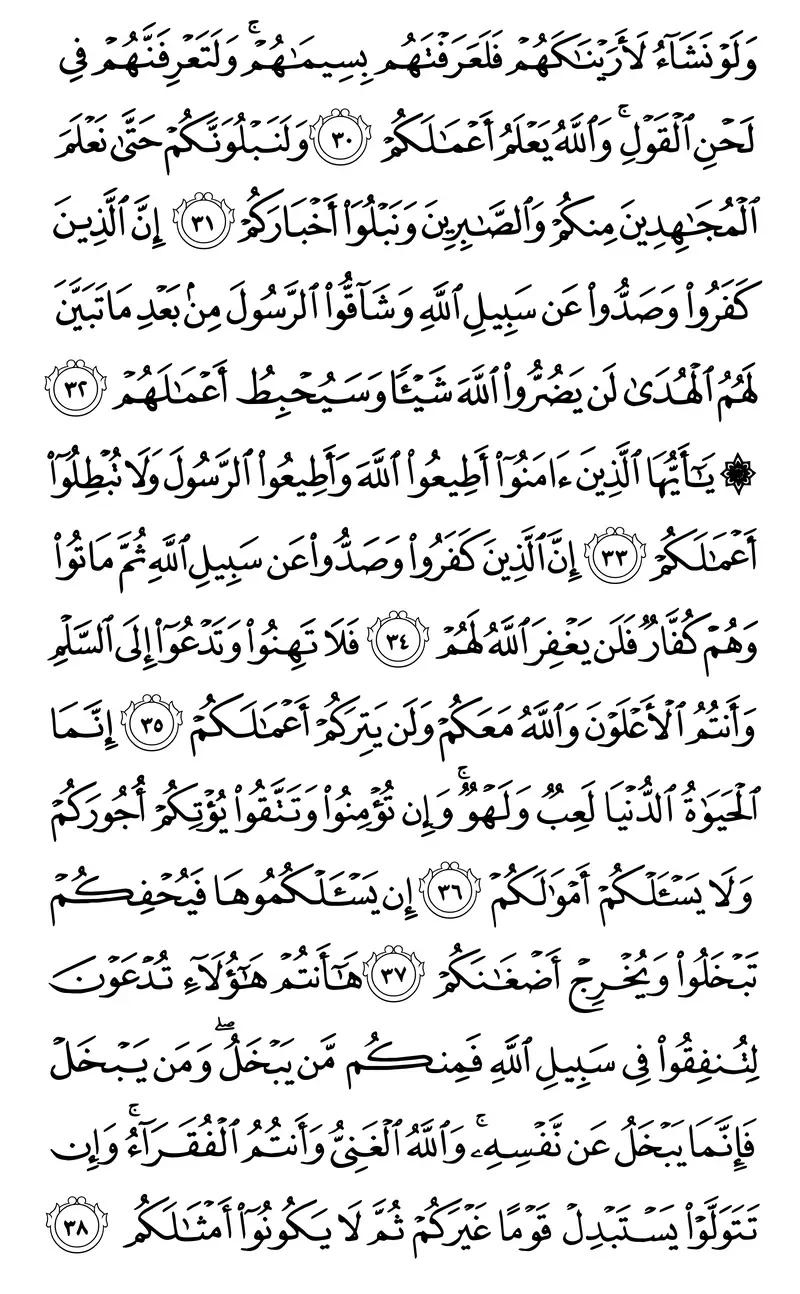 وَلَوۡ نَشَآءُ لَأَرَيۡنَٰكَهُمۡ فَلَعَرَفۡتَهُم بِسِيمَٰهُمۡۚ وَلَتَعۡرِفَنَّهُمۡ فِي
لَحۡنِ ٱلۡقَوۡلِۚ وَٱللَّهُ يَعۡلَمُ أَعۡمَٰلَكُمۡ ٣٠ وَلَنَبۡلُوَنَّكُمۡ حَتَّىٰ نَعۡلَمَ
ٱلۡمُجَٰهِدِينَ مِنكُمۡ وَٱلصَّٰبِرِينَ وَنَبۡلُوَاْ أَخۡبَارَكُمۡ ٣١ إِنَّ ٱلَّذِينَ
كَفَرُواْ وَصَدُّواْ عَن سَبِيلِ ٱللَّهِ وَشَآقُّواْ ٱلرَّسُولَ مِنۢ بَعۡدِ مَا تَبَيَّنَ
لَهُمُ ٱلۡهُدَىٰ لَن يَضُرُّواْ ٱللَّهَ شَيۡـٔٗا وَسَيُحۡبِطُ أَعۡمَٰلَهُمۡ ٣٢
۞ يَٰٓأَيُّهَا ٱلَّذِينَ ءَامَنُوٓاْ أَطِيعُواْ ٱللَّهَ وَأَطِيعُواْ ٱلرَّسُولَ وَلَا تُبۡطِلُوٓاْ
أَعۡمَٰلَكُمۡ ٣٣ إِنَّ ٱلَّذِينَ كَفَرُواْ وَصَدُّواْ عَن سَبِيلِ ٱللَّهِ ثُمَّ مَاتُواْ
وَهُمۡ كُفَّارٞ فَلَن يَغۡفِرَ ٱللَّهُ لَهُمۡ ٣٤ فَلَا تَهِنُواْ وَتَدۡعُوٓاْ إِلَى ٱلسَّلۡمِ
وَأَنتُمُ ٱلۡأَعۡلَوۡنَ وَٱللَّهُ مَعَكُمۡ وَلَن يَتِرَكُمۡ أَعۡمَٰلَكُمۡ ٣٥ إِنَّمَا
ٱلۡحَيَوٰةُ ٱلدُّنۡيَا لَعِبٞ وَلَهۡوٞۚ وَإِن تُؤۡمِنُواْ وَتَتَّقُواْ يُؤۡتِكُمۡ أُجُورَكُمۡ
وَلَا يَسۡـَٔلۡكُمۡ أَمۡوَٰلَكُمۡ ٣٦ إِن يَسۡـَٔلۡكُمُوهَا فَيُحۡفِكُمۡ
تَبۡخَلُواْ وَيُخۡرِجۡ أَضۡغَٰنَكُمۡ ٣٧ هَٰٓأَنتُمۡ هَٰٓؤُلَآءِ تُدۡعَوۡنَ
لِتُنفِقُواْ فِي سَبِيلِ ٱللَّهِ فَمِنكُم مَّن يَبۡخَلُۖ وَمَن يَبۡخَلۡ
فَإِنَّمَا يَبۡخَلُ عَن نَّفۡسِهِۦۚ وَٱللَّهُ ٱلۡغَنِيُّ وَأَنتُمُ ٱلۡفُقَرَآءُۚ وَإِن
تَتَوَلَّوۡاْ يَسۡتَبۡدِلۡ قَوۡمًا غَيۡرَكُمۡ ثُمَّ لَا يَكُونُوٓاْ أَمۡثَٰلَكُم ٣٨